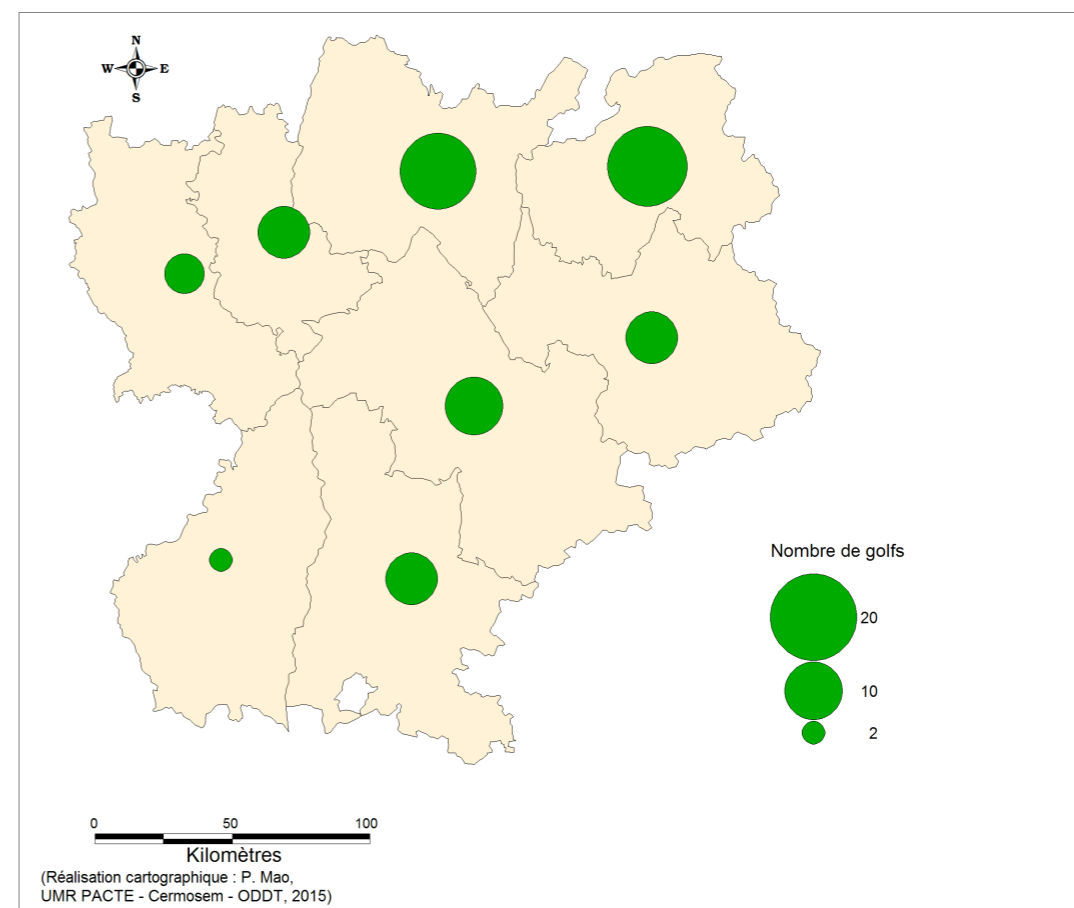 N
W E
S
Nombre de golfs
20
10
2
0 50 100
Kilomètres
(Réalisation cartographique : P. Mao,
UMR PACTE - Cermosem - ODDT, 2015)